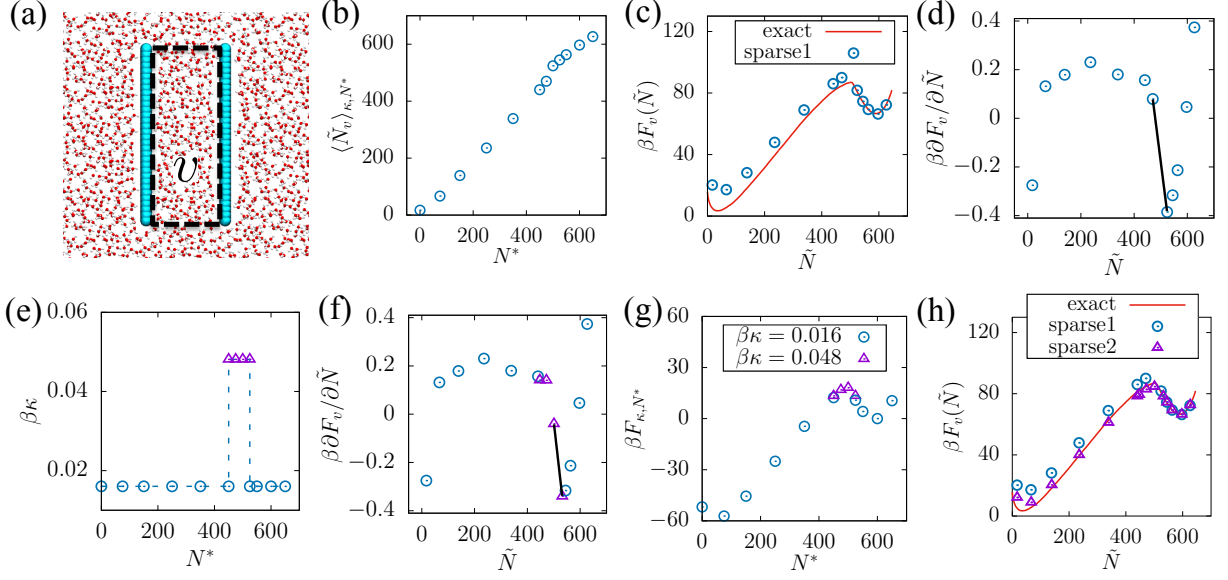 (a)
v
(b)
⟨Ñ_v⟩_{κ,N*}
600
400
200
0
0 200 400 600
N*
(c)
βF_v(Ñ)
120
80
40
0
exact
sparse1
0 200 400 600
Ñ
(d)
β∂F_v/∂Ñ
0.4
0.2
0
−0.2
−0.4
0 200 400 600
Ñ
(e)
βκ
0.06
0.04
0.02
0 200 400 600
N*
(f)
β∂F_v/∂Ñ
0.4
0.2
0
−0.2
−0.4
0 200 400 600
Ñ
(g)
βF_{κ,N*}
60
30
0
−30
−60
βκ = 0.016
βκ = 0.048
0 200 400 600
N*
(h)
βF_v(Ñ)
120
80
40
0
exact
sparse1
sparse2
0 200 400 600
Ñ